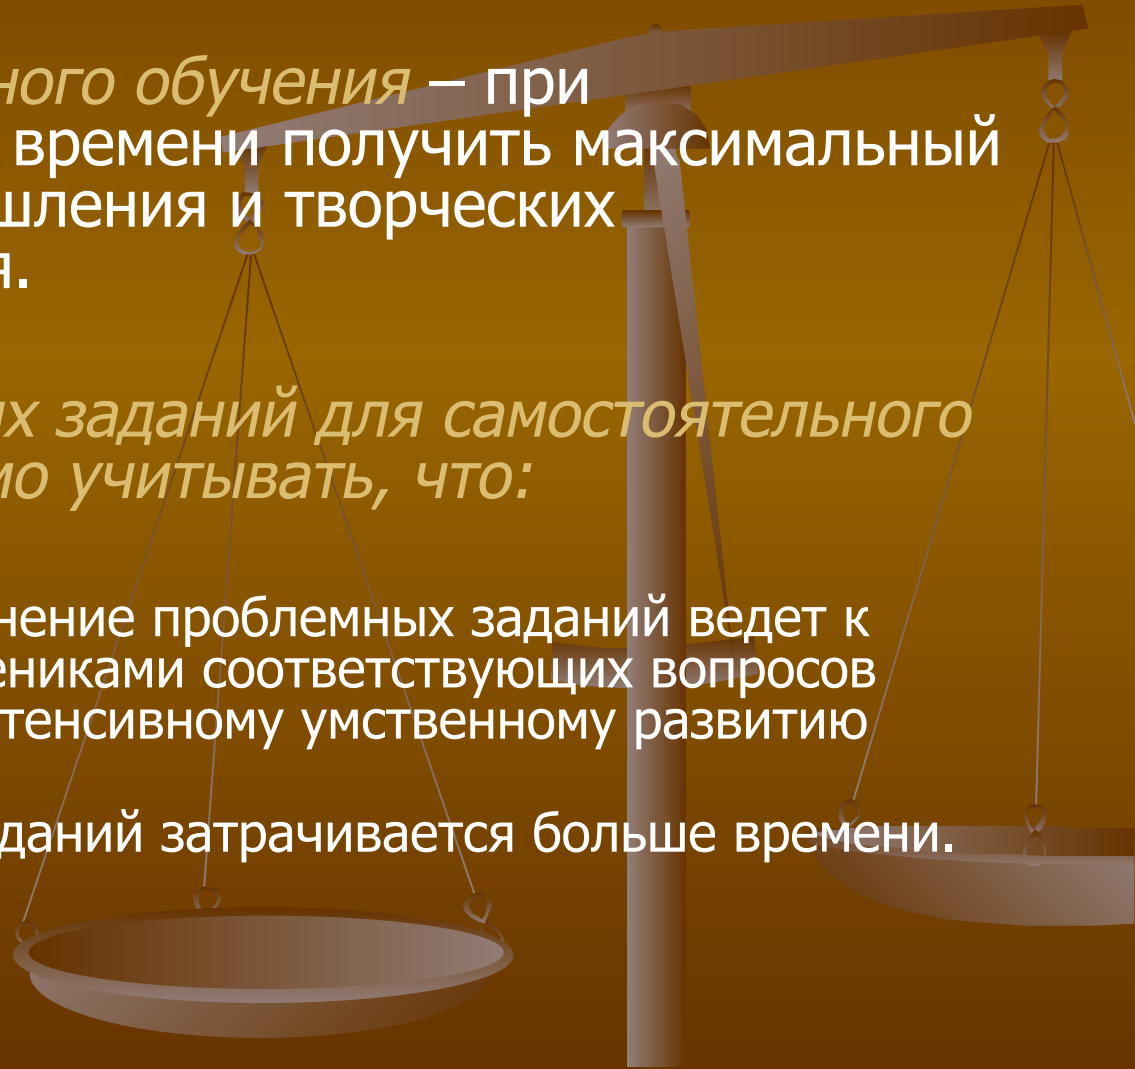 ного обучения – при
времени получить максимальный
шления и творческих
я.
х заданий для самостоятельного
мо учитывать, что:
нение проблемных заданий ведет к
ениками соответствующих вопросов
тенсивному умственному развитию
даний затрачивается больше времени.